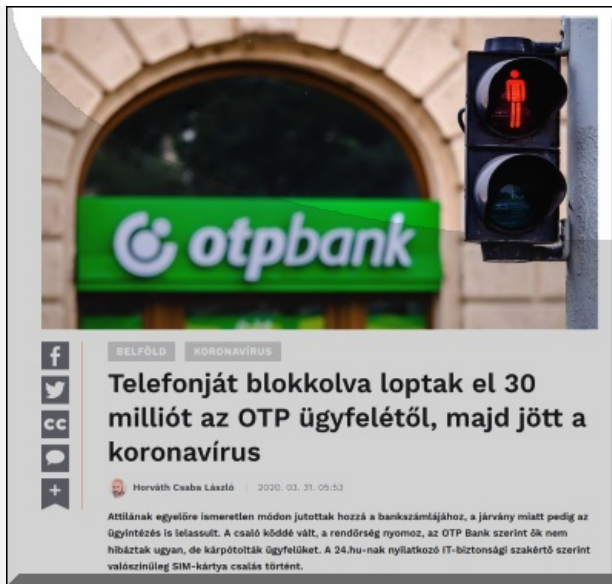 otpbank
BELFÖLD KORONAVÍRUS
Telefonját blokkolva loptak el 30
milliót az OTP ügyfelétől, majd jött a
koronavírus
Horváth Csaba László 2020. 03. 31. 05:53
Attilának egyelőre ismeretlen módon jutottak hozzá a bankszámlájához, a járvány miatt pedig az
ügyintézés is lelassult. A csaló köddé vált, a rendőrség nyomoz, az OTP Bank szerint ők nem
hibáztak ugyan, de kárpótolták ügyfelüket. A 24.hu-nak nyilatkozó IT-biztonsági szakértő szerint
valószínűleg SIM-kártya csalás történt.